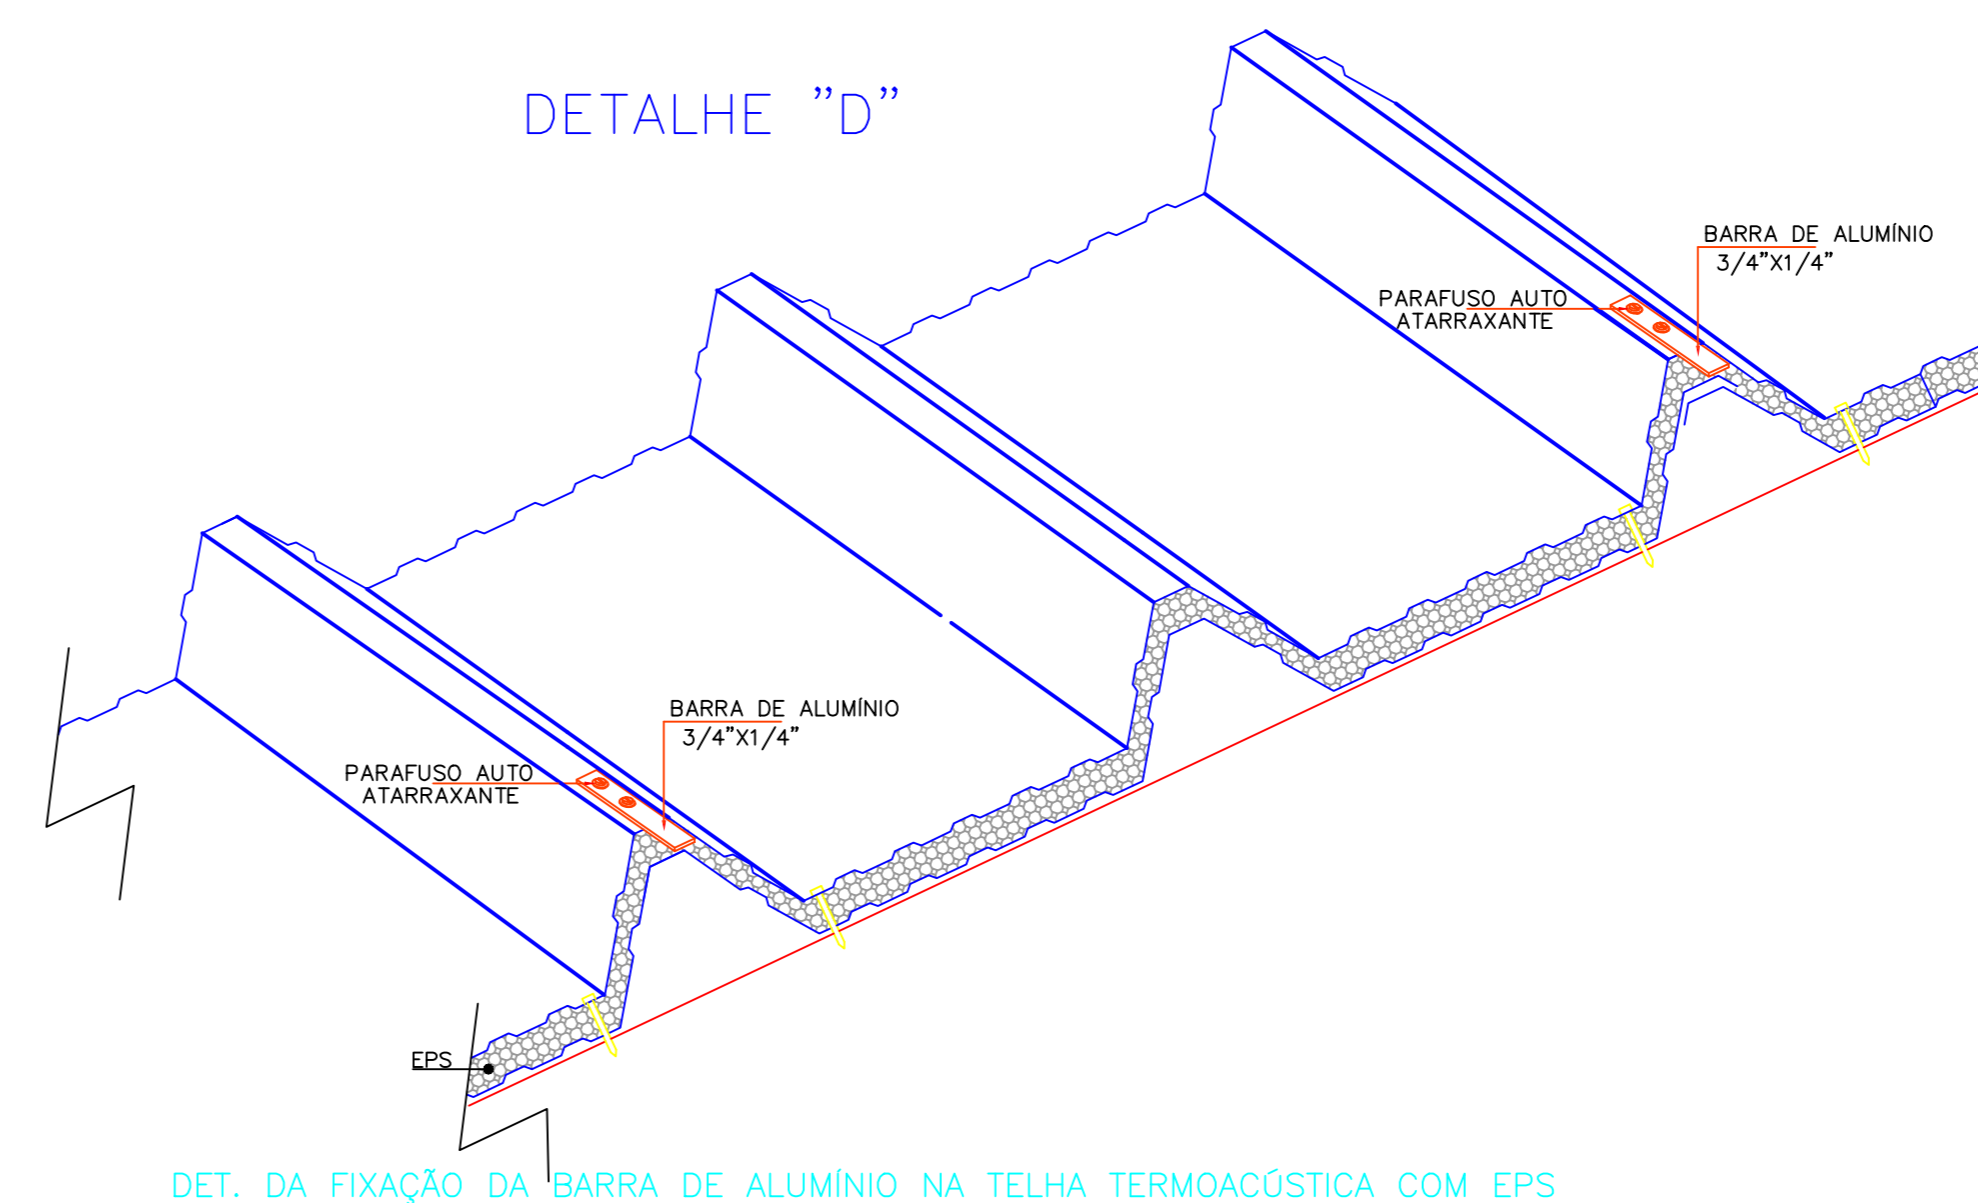 DETALHE "D"
BARRA DE ALUMÍNIO
3/4"X1/4"
PARAFUSO AUTO
ATARRAXANTE
BARRA DE ALUMÍNIO
3/4"X1/4"
PARAFUSO AUTO
ATARRAXANTE
EPS
DET. DA FIXAÇÃO DA BARRA DE ALUMÍNIO NA TELHA TERMOACÚSTICA COM EPS